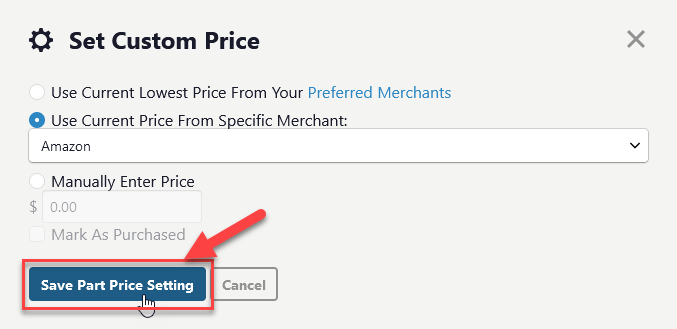 Set Custom Price
Use Current Lowest Price From Your Preferred Merchants
Use Current Price From Specific Merchant:
Amazon
Manually Enter Price
$ 0.00
Mark As Purchased
Save Part Price Setting Cancel